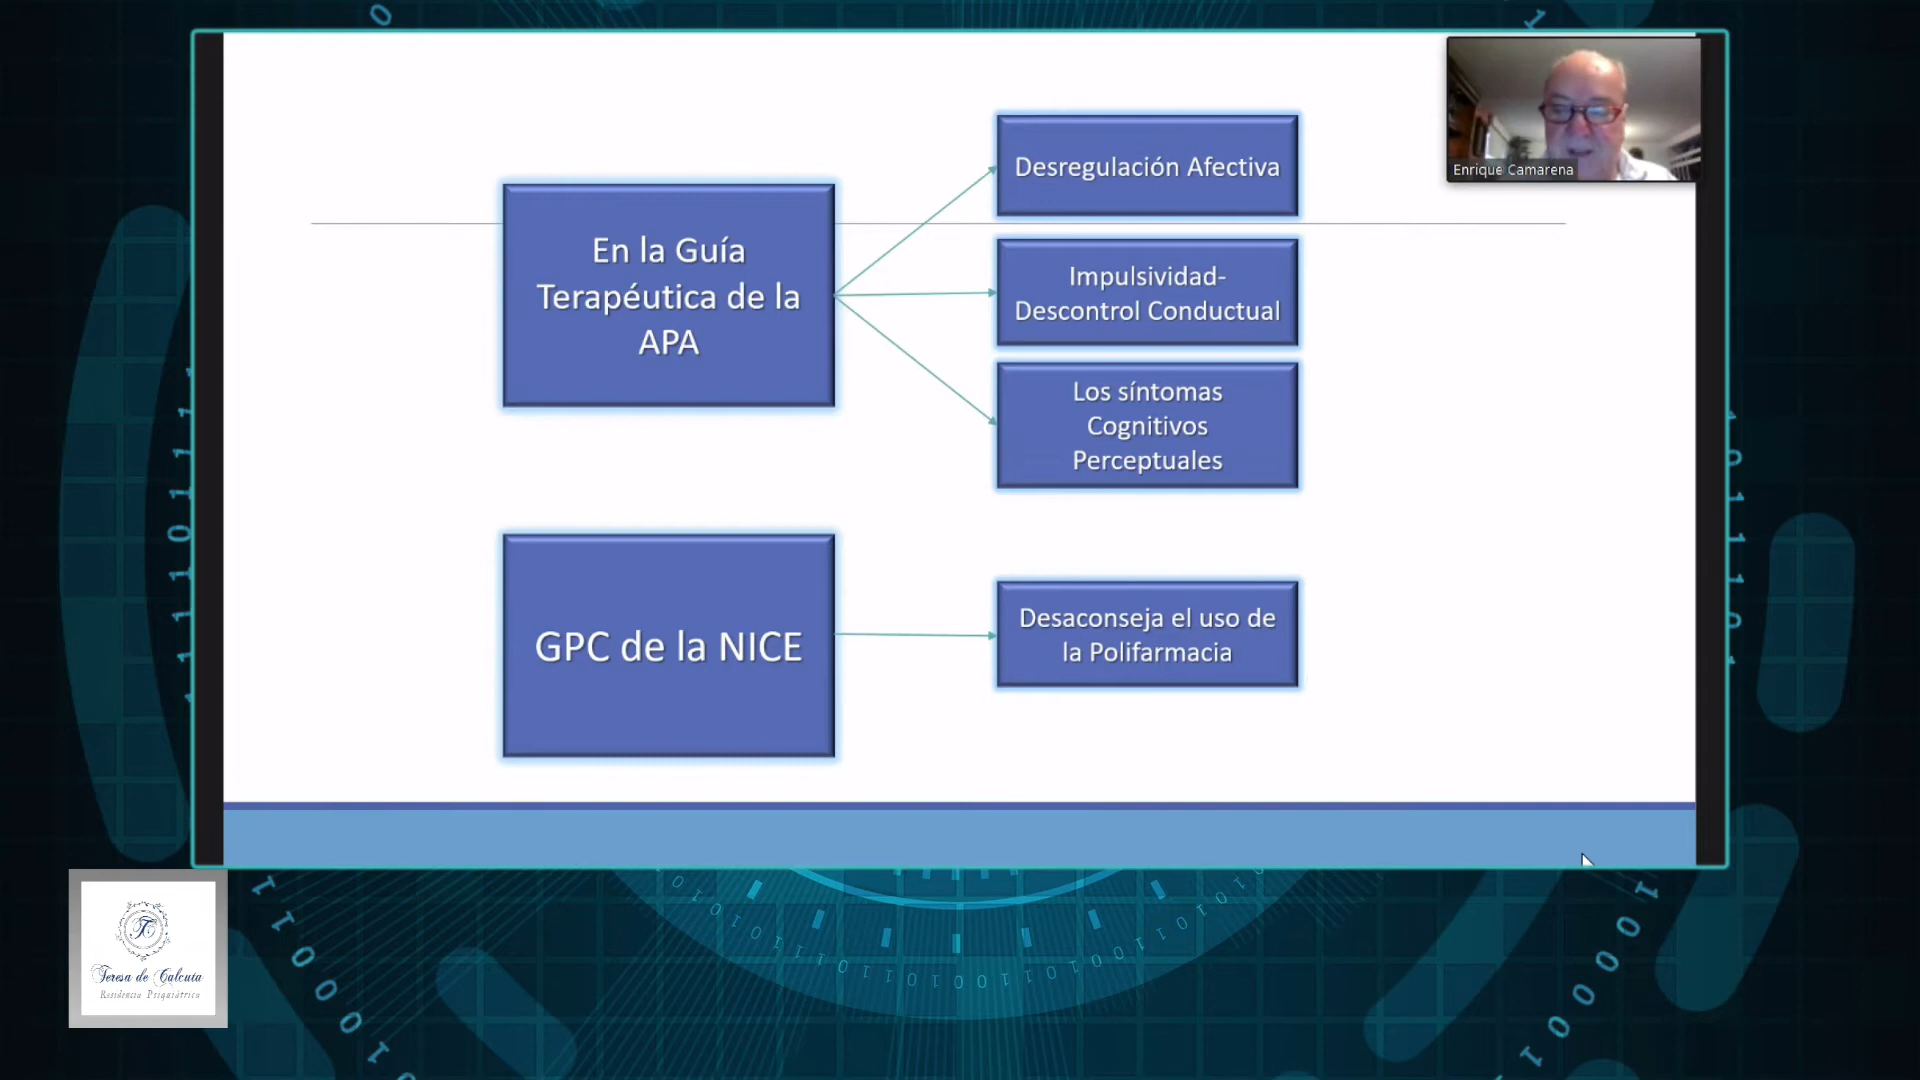 En la Guía
Terapéutica de la
APA
Desregulación Afectiva
Impulsividad-
Descontrol Conductual
Los síntomas
Cognitivos
Perceptuales
GPC de la NICE
Desaconseja el uso de
la Polifarmacia
Enrique Camarena
Teresa de Calcuta
Residencia Psiquiátrica